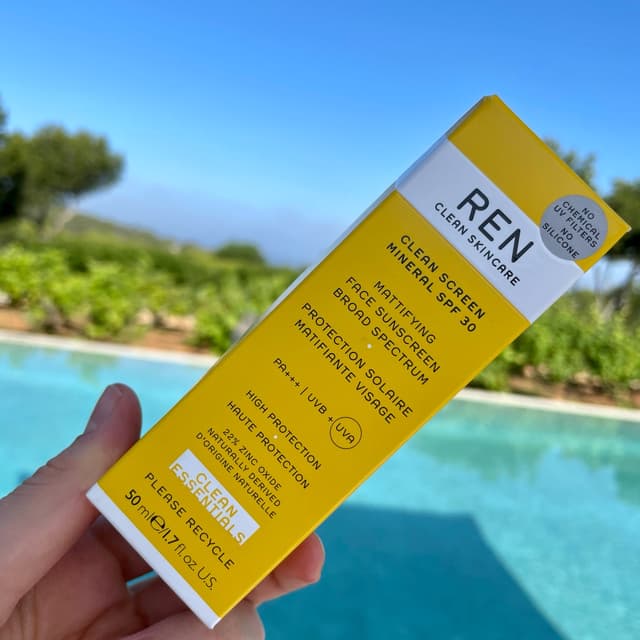 REN
CLEAN SKINCARE
NO
CHEMICAL
UV FILTERS
NO
SILICONE
CLEAN SCREEN
MINERAL SPF 30
MATTIFYING
FACE SUNSCREEN
BROAD SPECTRUM
PROTECTION SOLAIRE
MATIFIANTE VISAGE
PA+++ | UVB + UVA
HIGH PROTECTION
HAUTE PROTECTION
22% ZINC OXIDE
NATURALLY DERIVED
D'ORIGINE NATURELLE
CLEAN
ESSENTIALS
PLEASE RECYCLE
50 ml ℮ 1.7 fl. oz. U.S.